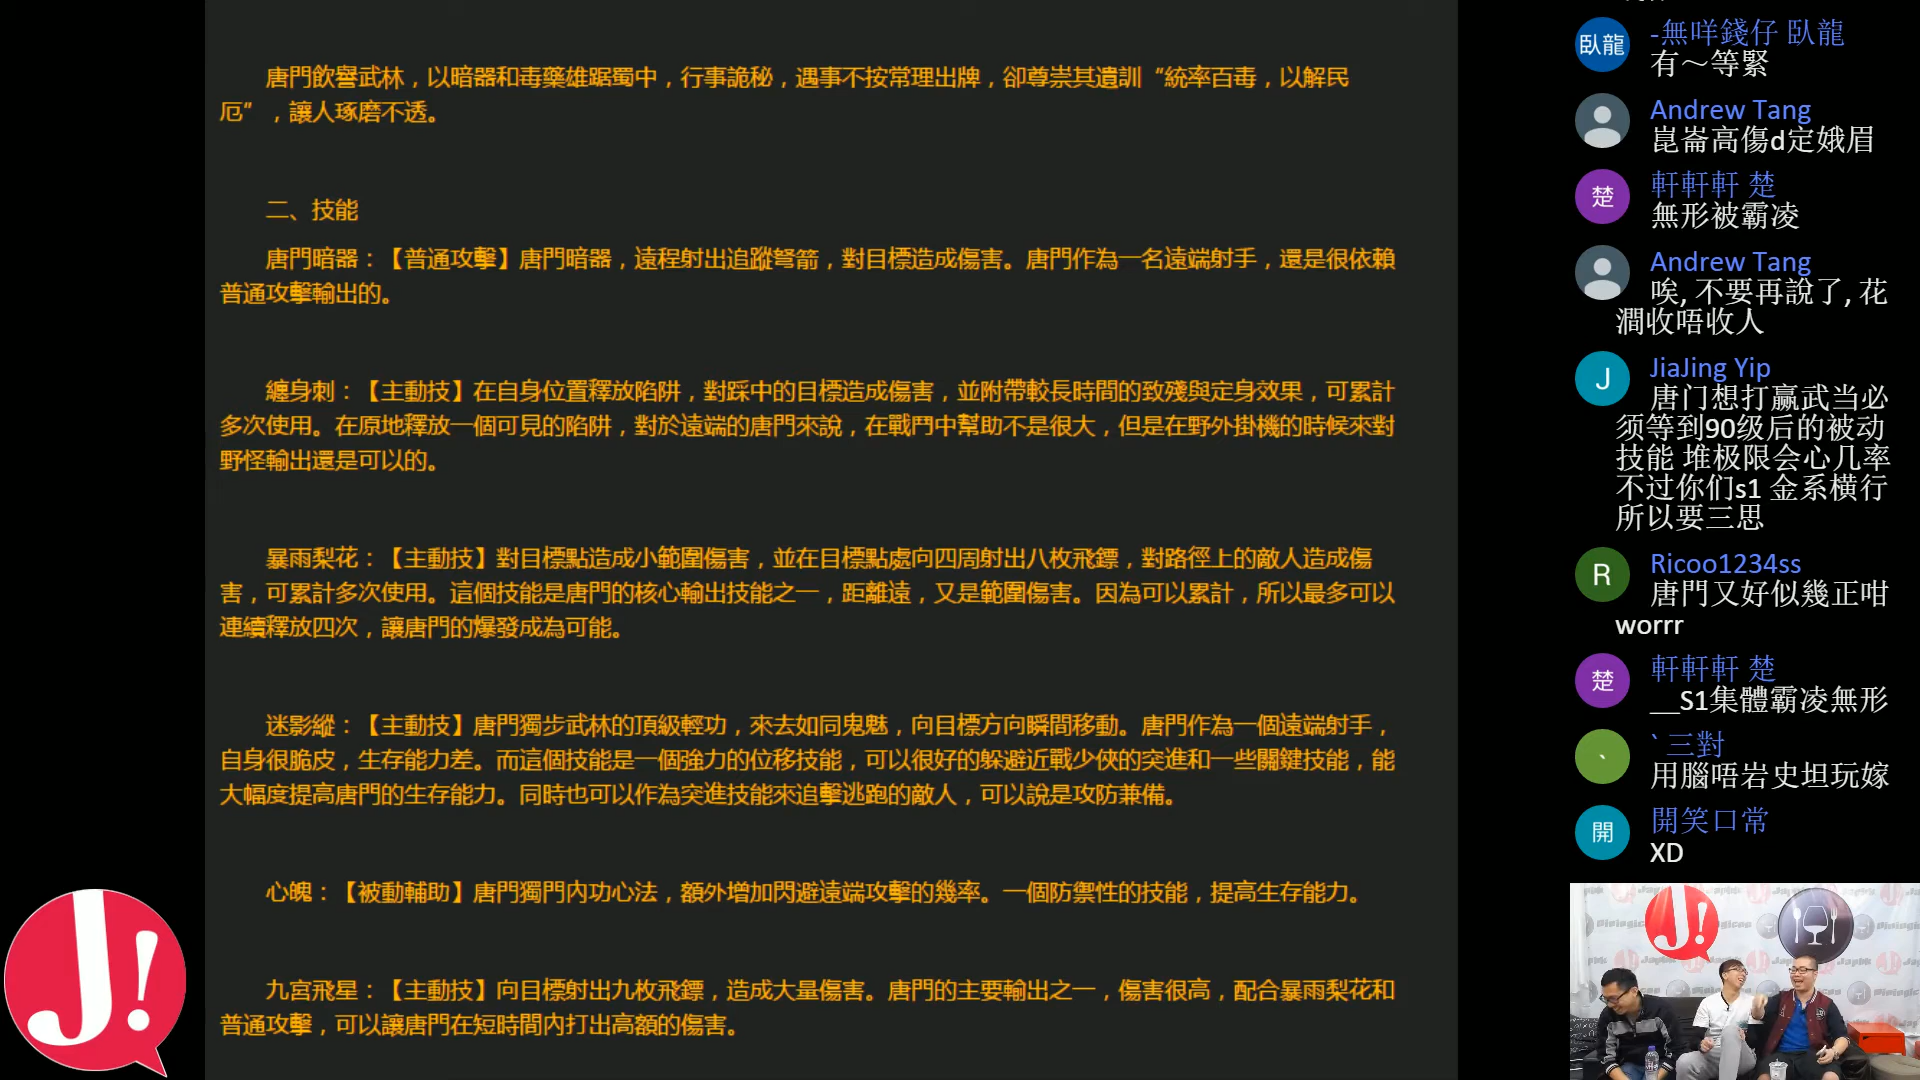 唐門飲譽武林，以暗器和毒藥雄踞蜀中，行事詭秘，遇事不按常理出牌，卻尊崇其遺訓“統率百毒，以解民
厄”，讓人琢磨不透。
二、技能
唐門暗器：【普通攻擊】唐門暗器，遠程射出追蹤弩箭，對目標造成傷害。唐門作為一名遠端射手，還是很依賴
普通攻擊輸出的。
纏身刺：【主動技】在自身位置釋放陷阱，對踩中的目標造成傷害，並附帶較長時間的致殘與定身效果，可累計
多次使用。在原地釋放一個可見的陷阱，對於遠端的唐門來說，在戰鬥中幫助不是很大，但是在野外掛機的時候來對
野怪輸出還是可以的。
暴雨梨花：【主動技】對目標點造成小範圍傷害，並在目標點處向四周射出八枚飛鏢，對路徑上的敵人造成傷
害，可累計多次使用。這個技能是唐門的核心輸出技能之一，距離遠，又是範圍傷害。因為可以累計，所以最多可以
連續釋放四次，讓唐門的爆發成為可能。
迷影縱：【主動技】唐門獨步武林的頂級輕功，來去如同鬼魅，向目標方向瞬間移動。唐門作為一個遠端射手，
自身很脆皮，生存能力差。而這個技能是一個強力的位移技能，可以很好的躲避近戰少俠的突進和一些關鍵技能，能
大幅度提高唐門的生存能力。同時也可以作為突進技能來追擊逃跑的敵人，可以說是攻防兼備。
心魄：【被動輔助】唐門獨門內功心法，額外增加閃避遠端攻擊的幾率。一個防禦性的技能，提高生存能力。
九宮飛星：【主動技】向目標射出九枚飛鏢，造成大量傷害。唐門的主要輸出之一，傷害很高，配合暴雨梨花和
普通攻擊，可以讓唐門在短時間內打出高額的傷害。
臥龍
-無咩錢仔 臥龍
有～等緊
Andrew Tang
崑崙高傷d定娥眉
楚
軒軒軒 楚
無形被霸凌
Andrew Tang
唉, 不要再說了, 花
澗收唔收人
J
JiaJing Yip
唐门想打赢武当必
须等到90级后的被动
技能 堆极限会心几率
不过你们s1 金系横行
所以要三思
R
Ricoo1234ss
唐門又好似幾正咁
worrr
楚
軒軒軒 楚
__S1集體霸凌無形
、
` 三對
用腦唔岩史坦玩嫁
開
開笑口常
XD
J!
J!